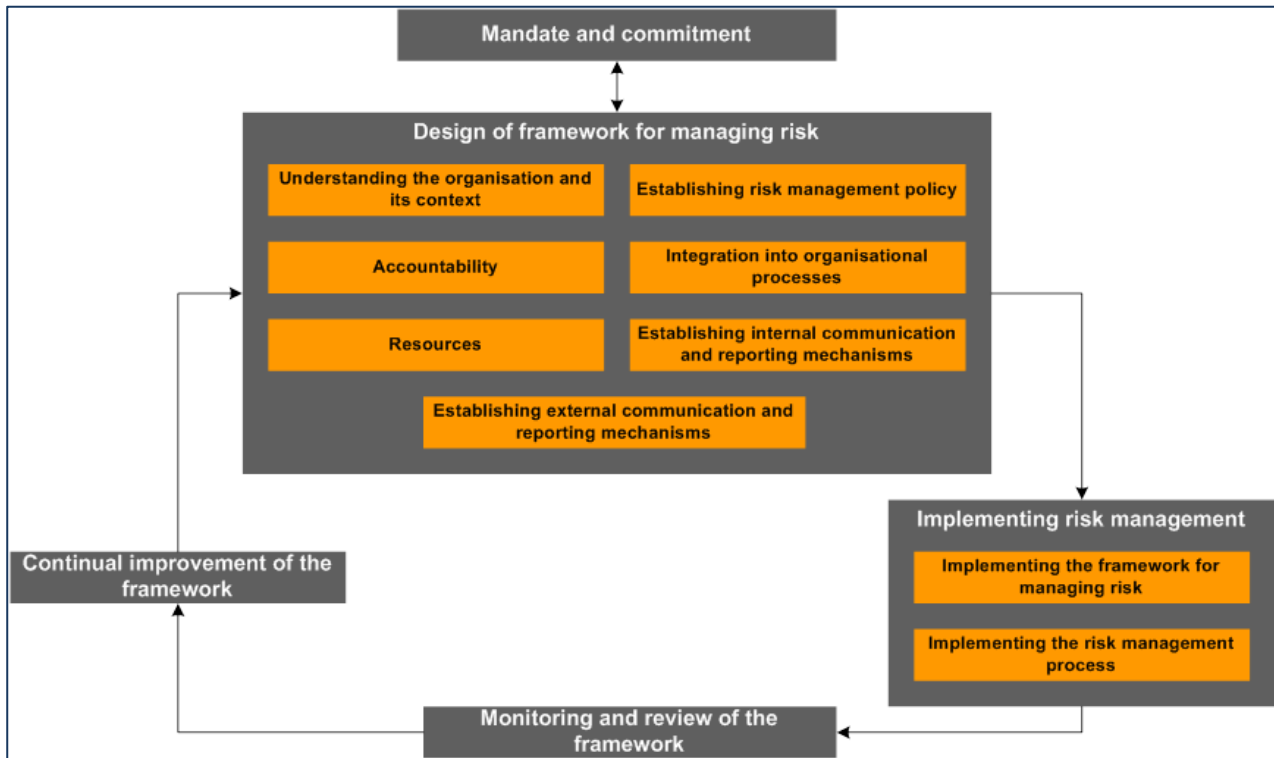 Mandate and commitment
Design of framework for managing risk
Understanding the organisation and
its context
Establishing risk management policy
Accountability
Integration into organisational
processes
Resources
Establishing internal communication
and reporting mechanisms
Establishing external communication and
reporting mechanisms
Implementing risk management
Implementing the framework for
managing risk
Implementing the risk management
process
Continual improvement of the
framework
Monitoring and review of the
framework